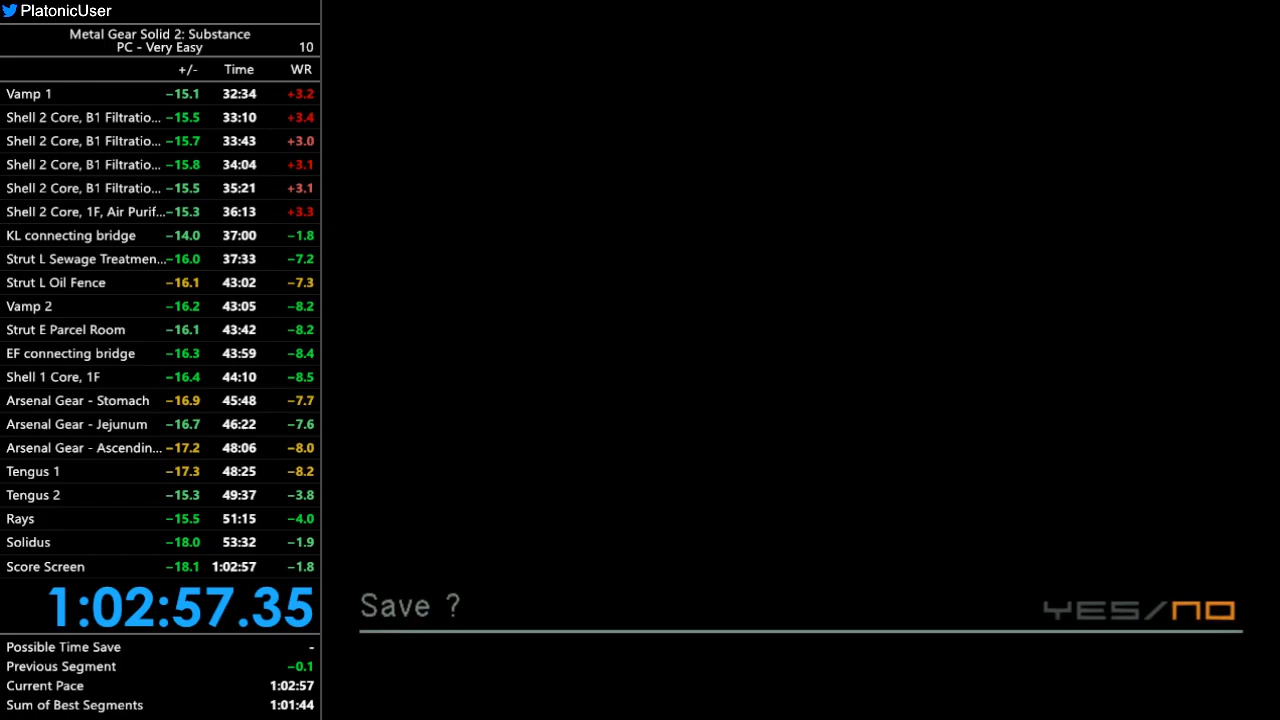 PlatonicUser
Metal Gear Solid 2: Substance
PC - Very Easy 10
+/- Time WR
Vamp 1 −15.1 32:34 +3.2
Shell 2 Core, B1 Filtratio... −15.5 33:10 +3.4
Shell 2 Core, B1 Filtratio... −15.7 33:43 +3.0
Shell 2 Core, B1 Filtratio... −15.8 34:04 +3.1
Shell 2 Core, B1 Filtratio... −15.5 35:21 +3.1
Shell 2 Core, 1F, Air Purif... −15.3 36:13 +3.3
KL connecting bridge −14.0 37:00 −1.8
Strut L Sewage Treatmen... −16.0 37:33 −7.2
Strut L Oil Fence −16.1 43:02 −7.3
Vamp 2 −16.2 43:05 −8.2
Strut E Parcel Room −16.1 43:42 −8.2
EF connecting bridge −16.3 43:59 −8.4
Shell 1 Core, 1F −16.4 44:10 −8.5
Arsenal Gear - Stomach −16.9 45:48 −7.7
Arsenal Gear - Jejunum −16.7 46:22 −7.6
Arsenal Gear - Ascendin... −17.2 48:06 −8.0
Tengus 1 −17.3 48:25 −8.2
Tengus 2 −15.3 49:37 −3.8
Rays −15.5 51:15 −4.0
Solidus −18.0 53:32 −1.9
Score Screen −18.1 1:02:57 −1.8
1:02:57.35
Possible Time Save -
Previous Segment −0.1
Current Pace 1:02:57
Sum of Best Segments 1:01:44
Save ?
YES/NO